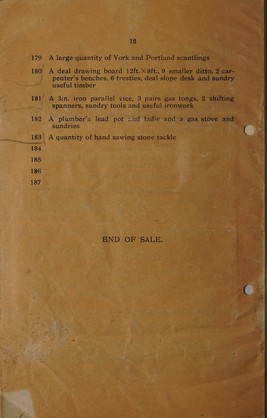 18
179 A large quantity of York and Portland scantlings
180 A deal drawing board 12ft. × 9ft., 9 smaller ditto, 2 car-
penter's benches, 6 trestles, deal slope desk and sundry
useful timber
181 A 3in. iron parallel vice, 3 pairs gas tongs, 2 shifting
spanners, sundry tools and useful ironwork
182 A plumber's lead pot and ladle and a gas stove and
sundries
183 A quantity of hand sawing stone tackle
184
185
186
187
END OF SALE.